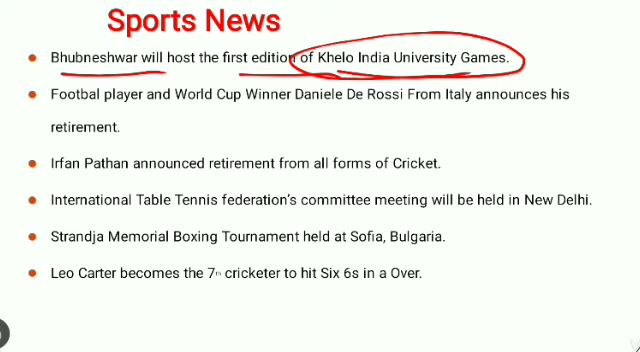 Sports News
Bhubneshwar will host the first edition of Khelo India University Games.
Footbal player and World Cup Winner Daniele De Rossi From Italy announces his
retirement.
Irfan Pathan announced retirement from all forms of Cricket.
International Table Tennis federation's committee meeting will be held in New Delhi.
Strandja Memorial Boxing Tournament held at Sofia, Bulgaria.
Leo Carter becomes the 7th cricketer to hit Six 6s in a Over.